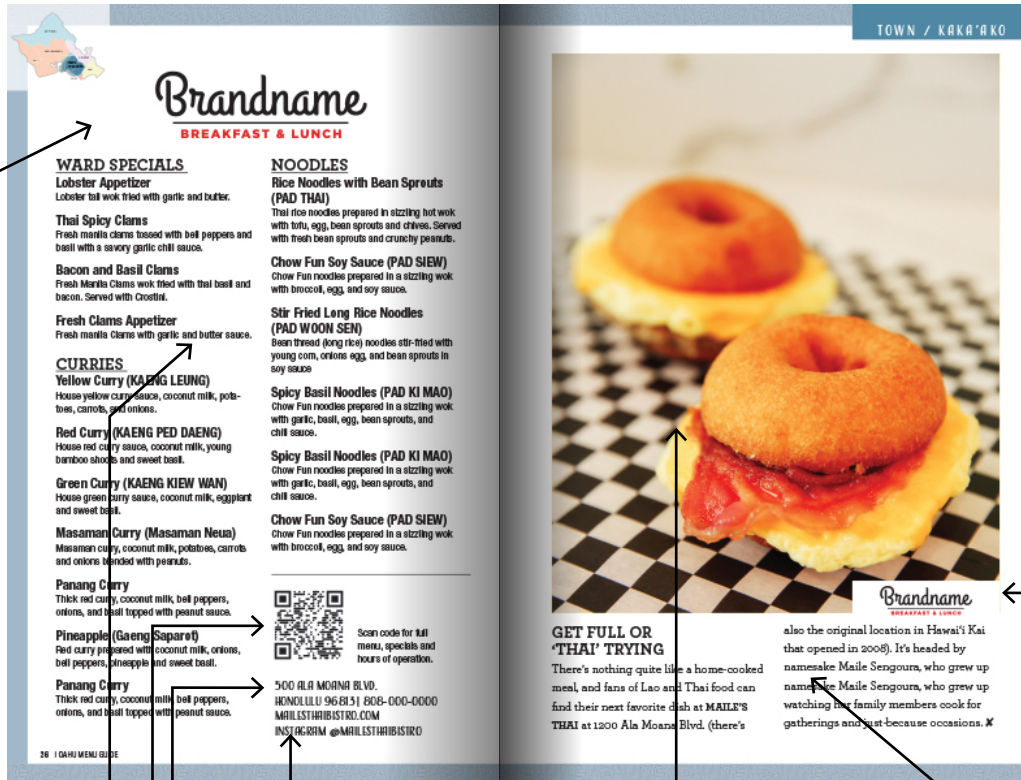 TOWN / KAKAʻAKO
Brandname
BREAKFAST & LUNCH
WARD SPECIALS
Lobster Appetizer
Lobster tail wok fried with garlic and butter.
Thai Spicy Clams
Fresh manila clams tossed with bell peppers and
basil with a savory garlic chili sauce.
Bacon and Basil Clams
Fresh Manila Clams wok fried with thai basil and
bacon. Served with Crostini.
Fresh Clams Appetizer
Fresh manila Clams with garlic and butter sauce.
CURRIES
Yellow Curry (KAENG LEUNG)
House yellow curry sauce, coconut milk, pota-
toes, carrots, and onions.
Red Curry (KAENG PED DAENG)
House red curry sauce, coconut milk, young
bamboo shoots and sweet basil.
Green Curry (KAENG KIEW WAN)
House green curry sauce, coconut milk, eggplant
and sweet basil.
Masaman Curry (Masaman Neua)
Masaman curry, coconut milk, potatoes, carrots
and onions blended with peanuts.
Panang Curry
Thick red curry, coconut milk, bell peppers,
onions, and basil topped with peanut sauce.
Pineapple (Gaeng Saparot)
Red curry prepared with coconut milk, onions,
bell peppers, pineapple and sweet basil.
Panang Curry
Thick red curry, coconut milk, bell peppers,
onions, and basil topped with peanut sauce.
NOODLES
Rice Noodles with Bean Sprouts
(PAD THAI)
Thai rice noodles prepared in sizzling hot wok
with tofu, egg, bean sprouts and chives. Served
with fresh bean sprouts and crunchy peanuts.
Chow Fun Soy Sauce (PAD SIEW)
Chow Fun noodles prepared in a sizzling wok
with broccoli, egg, and soy sauce.
Stir Fried Long Rice Noodles
(PAD WOON SEN)
Bean thread (long rice) noodles stir-fried with
young corn, onions egg, and bean sprouts in
soy sauce
Spicy Basil Noodles (PAD KI MAO)
Chow Fun noodles prepared in a sizzling wok
with garlic, basil, egg, bean sprouts, and
chili sauce.
Spicy Basil Noodles (PAD KI MAO)
Chow Fun noodles prepared in a sizzling wok
with garlic, basil, egg, bean sprouts, and
chili sauce.
Chow Fun Soy Sauce (PAD SIEW)
Chow Fun noodles prepared in a sizzling wok
with broccoli, egg, and soy sauce.
Scan code for full
menu, specials and
hours of operation.
500 ALA MOANA BLVD.
HONOLULU 96813| 808-000-0000
MAILESTHAIBISTRO.COM
INSTAGRAM @MAILESTHAIBISTRO
26 | OAHU MENU GUIDE
Brandname
BREAKFAST & LUNCH
GET FULL OR
‘THAI’ TRYING
There’s nothing quite like a home-cooked
meal, and fans of Lao and Thai food can
find their next favorite dish at MAILE’S
THAI at 1200 Ala Moana Blvd. (there’s
also the original location in Hawaiʻi Kai
that opened in 2008). It’s headed by
namesake Maile Sengoura, who grew up
namesake Maile Sengoura, who grew up
watching her family members cook for
gatherings and just-because occasions. ✘